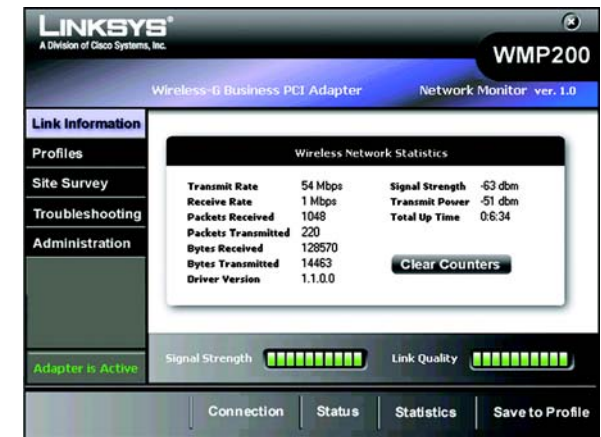 LINKSYS®
A Division of Cisco Systems, Inc.
WMP200
Wireless-G Business PCI Adapter
Network Monitor ver. 1.0
Link Information
Profiles
Site Survey
Troubleshooting
Administration
Adapter is Active
Wireless Network Statistics
Transmit Rate 54 Mbps
Receive Rate 1 Mbps
Packets Received 1048
Packets Transmitted 220
Bytes Received 128570
Bytes Transmitted 14463
Driver Version 1.1.0.0
Signal Strength -63 dbm
Transmit Power -51 dbm
Total Up Time 0:6:34
Clear Counters
Signal Strength
Link Quality
Connection
Status
Statistics
Save to Profile